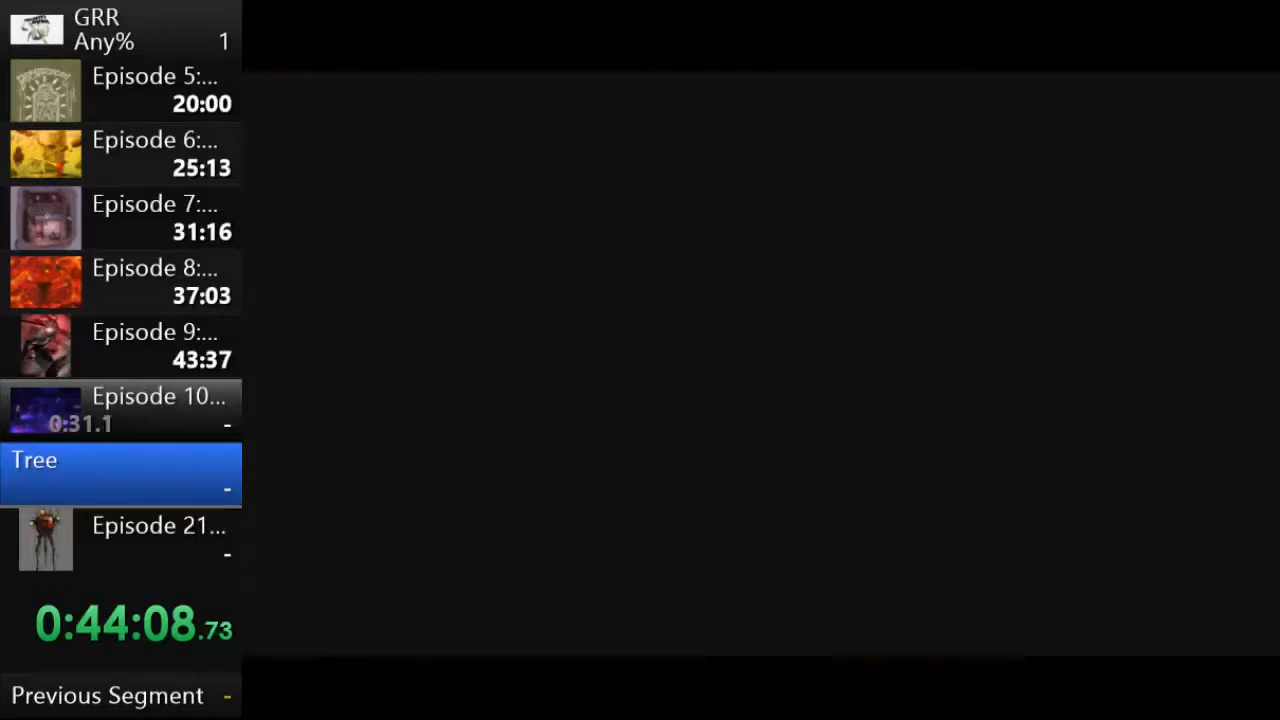 GRR
Any% 1
Episode 5:...
20:00
Episode 6:...
25:13
Episode 7:...
31:16
Episode 8:...
37:03
Episode 9:...
43:37
Episode 10...
0:31.1 -
Tree
-
Episode 21...
-
0:44:08.73
Previous Segment -